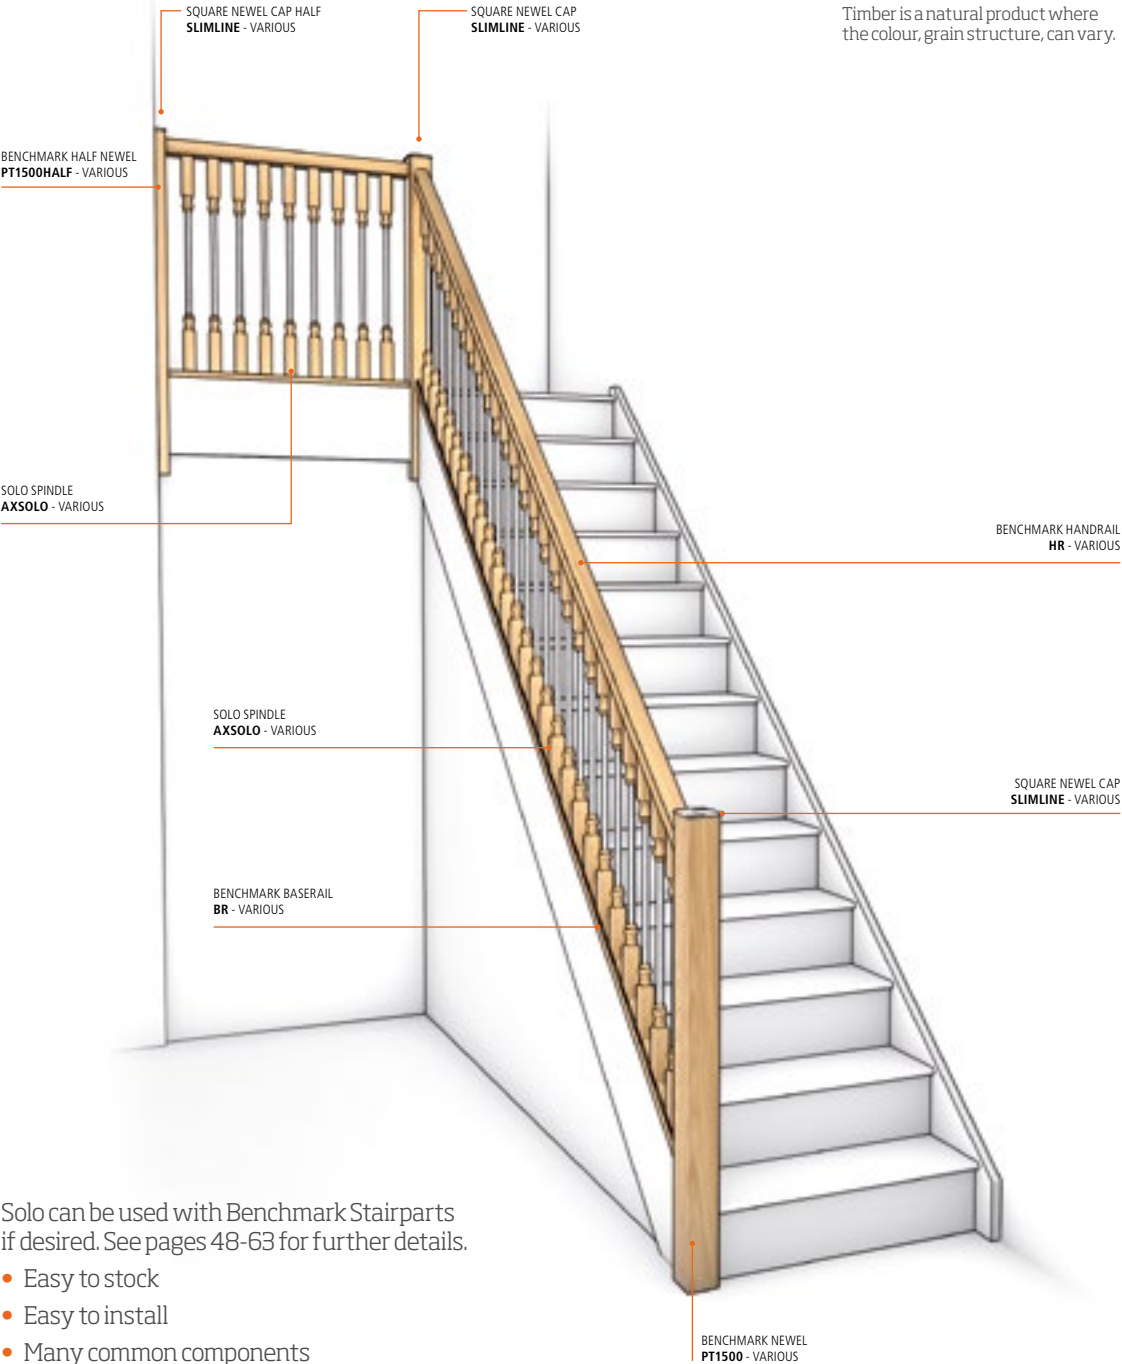 SQUARE NEWEL CAP HALF
SLIMLINE - VARIOUS
SQUARE NEWEL CAP
SLIMLINE - VARIOUS
Timber is a natural product where
the colour, grain structure, can vary.
BENCHMARK HALF NEWEL
PT1500HALF - VARIOUS
SOLO SPINDLE
AXSOLO - VARIOUS
BENCHMARK HANDRAIL
HR - VARIOUS
SOLO SPINDLE
AXSOLO - VARIOUS
SQUARE NEWEL CAP
SLIMLINE - VARIOUS
BENCHMARK BASERAIL
BR - VARIOUS
Solo can be used with Benchmark Stairparts
if desired. See pages 48-63 for further details.
• Easy to stock
• Easy to install
• Many common components
BENCHMARK NEWEL
PT1500 - VARIOUS